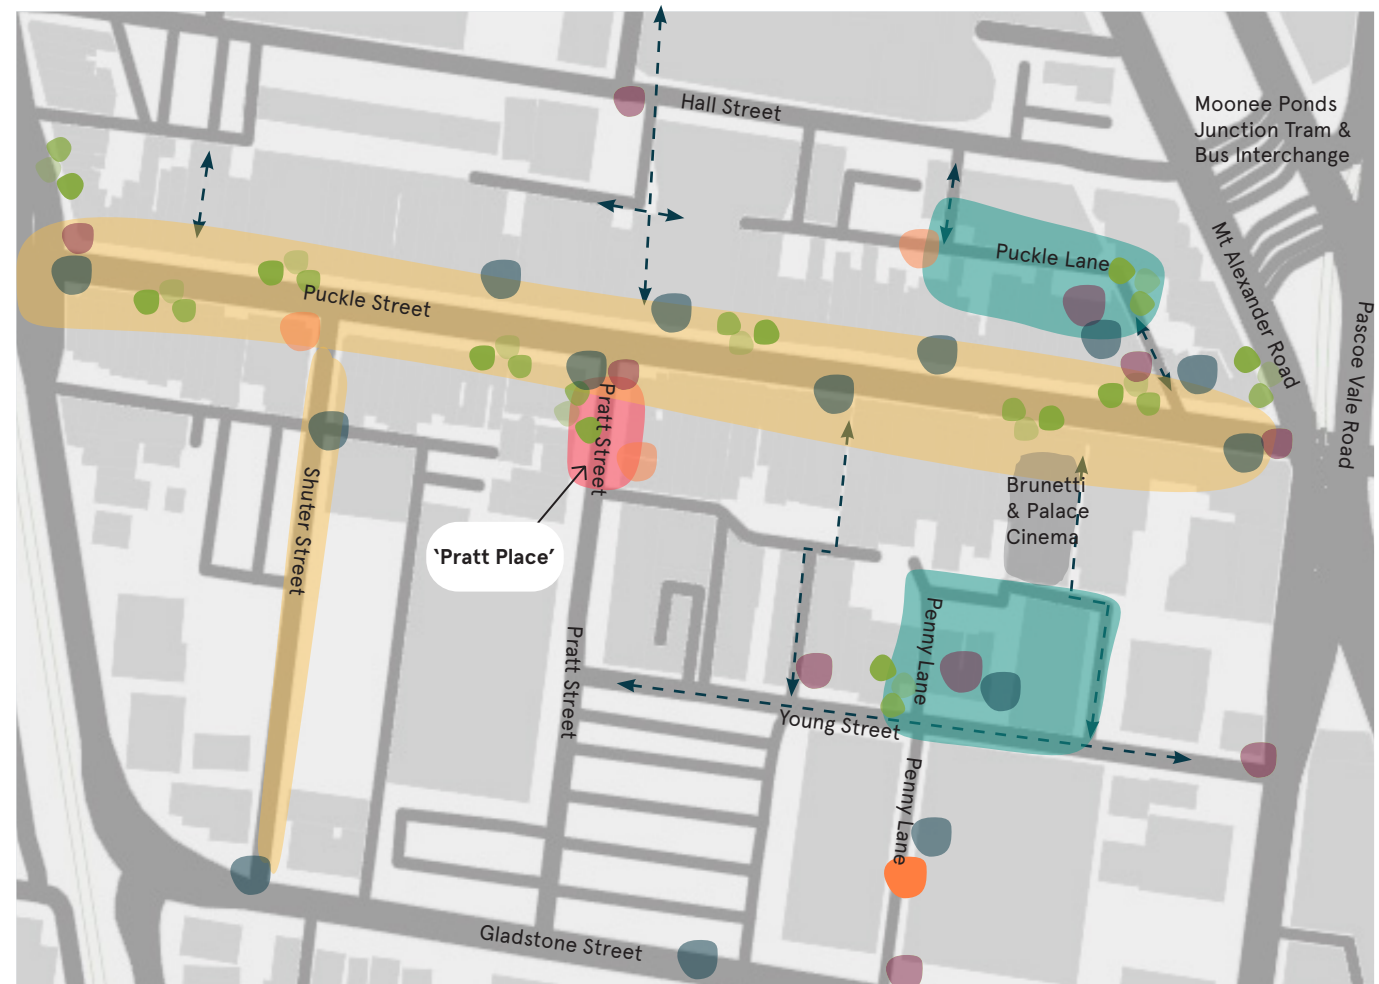 Hall Street
Moonee Ponds
Junction Tram &
Bus Interchange
Puckle Lane
Mt Alexander Road
Pascoe Vale Road
Puckle Street
Pratt Street
Shuter Street
Brunetti
& Palace
Cinema
‘Pratt Place’
Penny Lane
Pratt Street
Young Street
Penny Lane
Gladstone Street